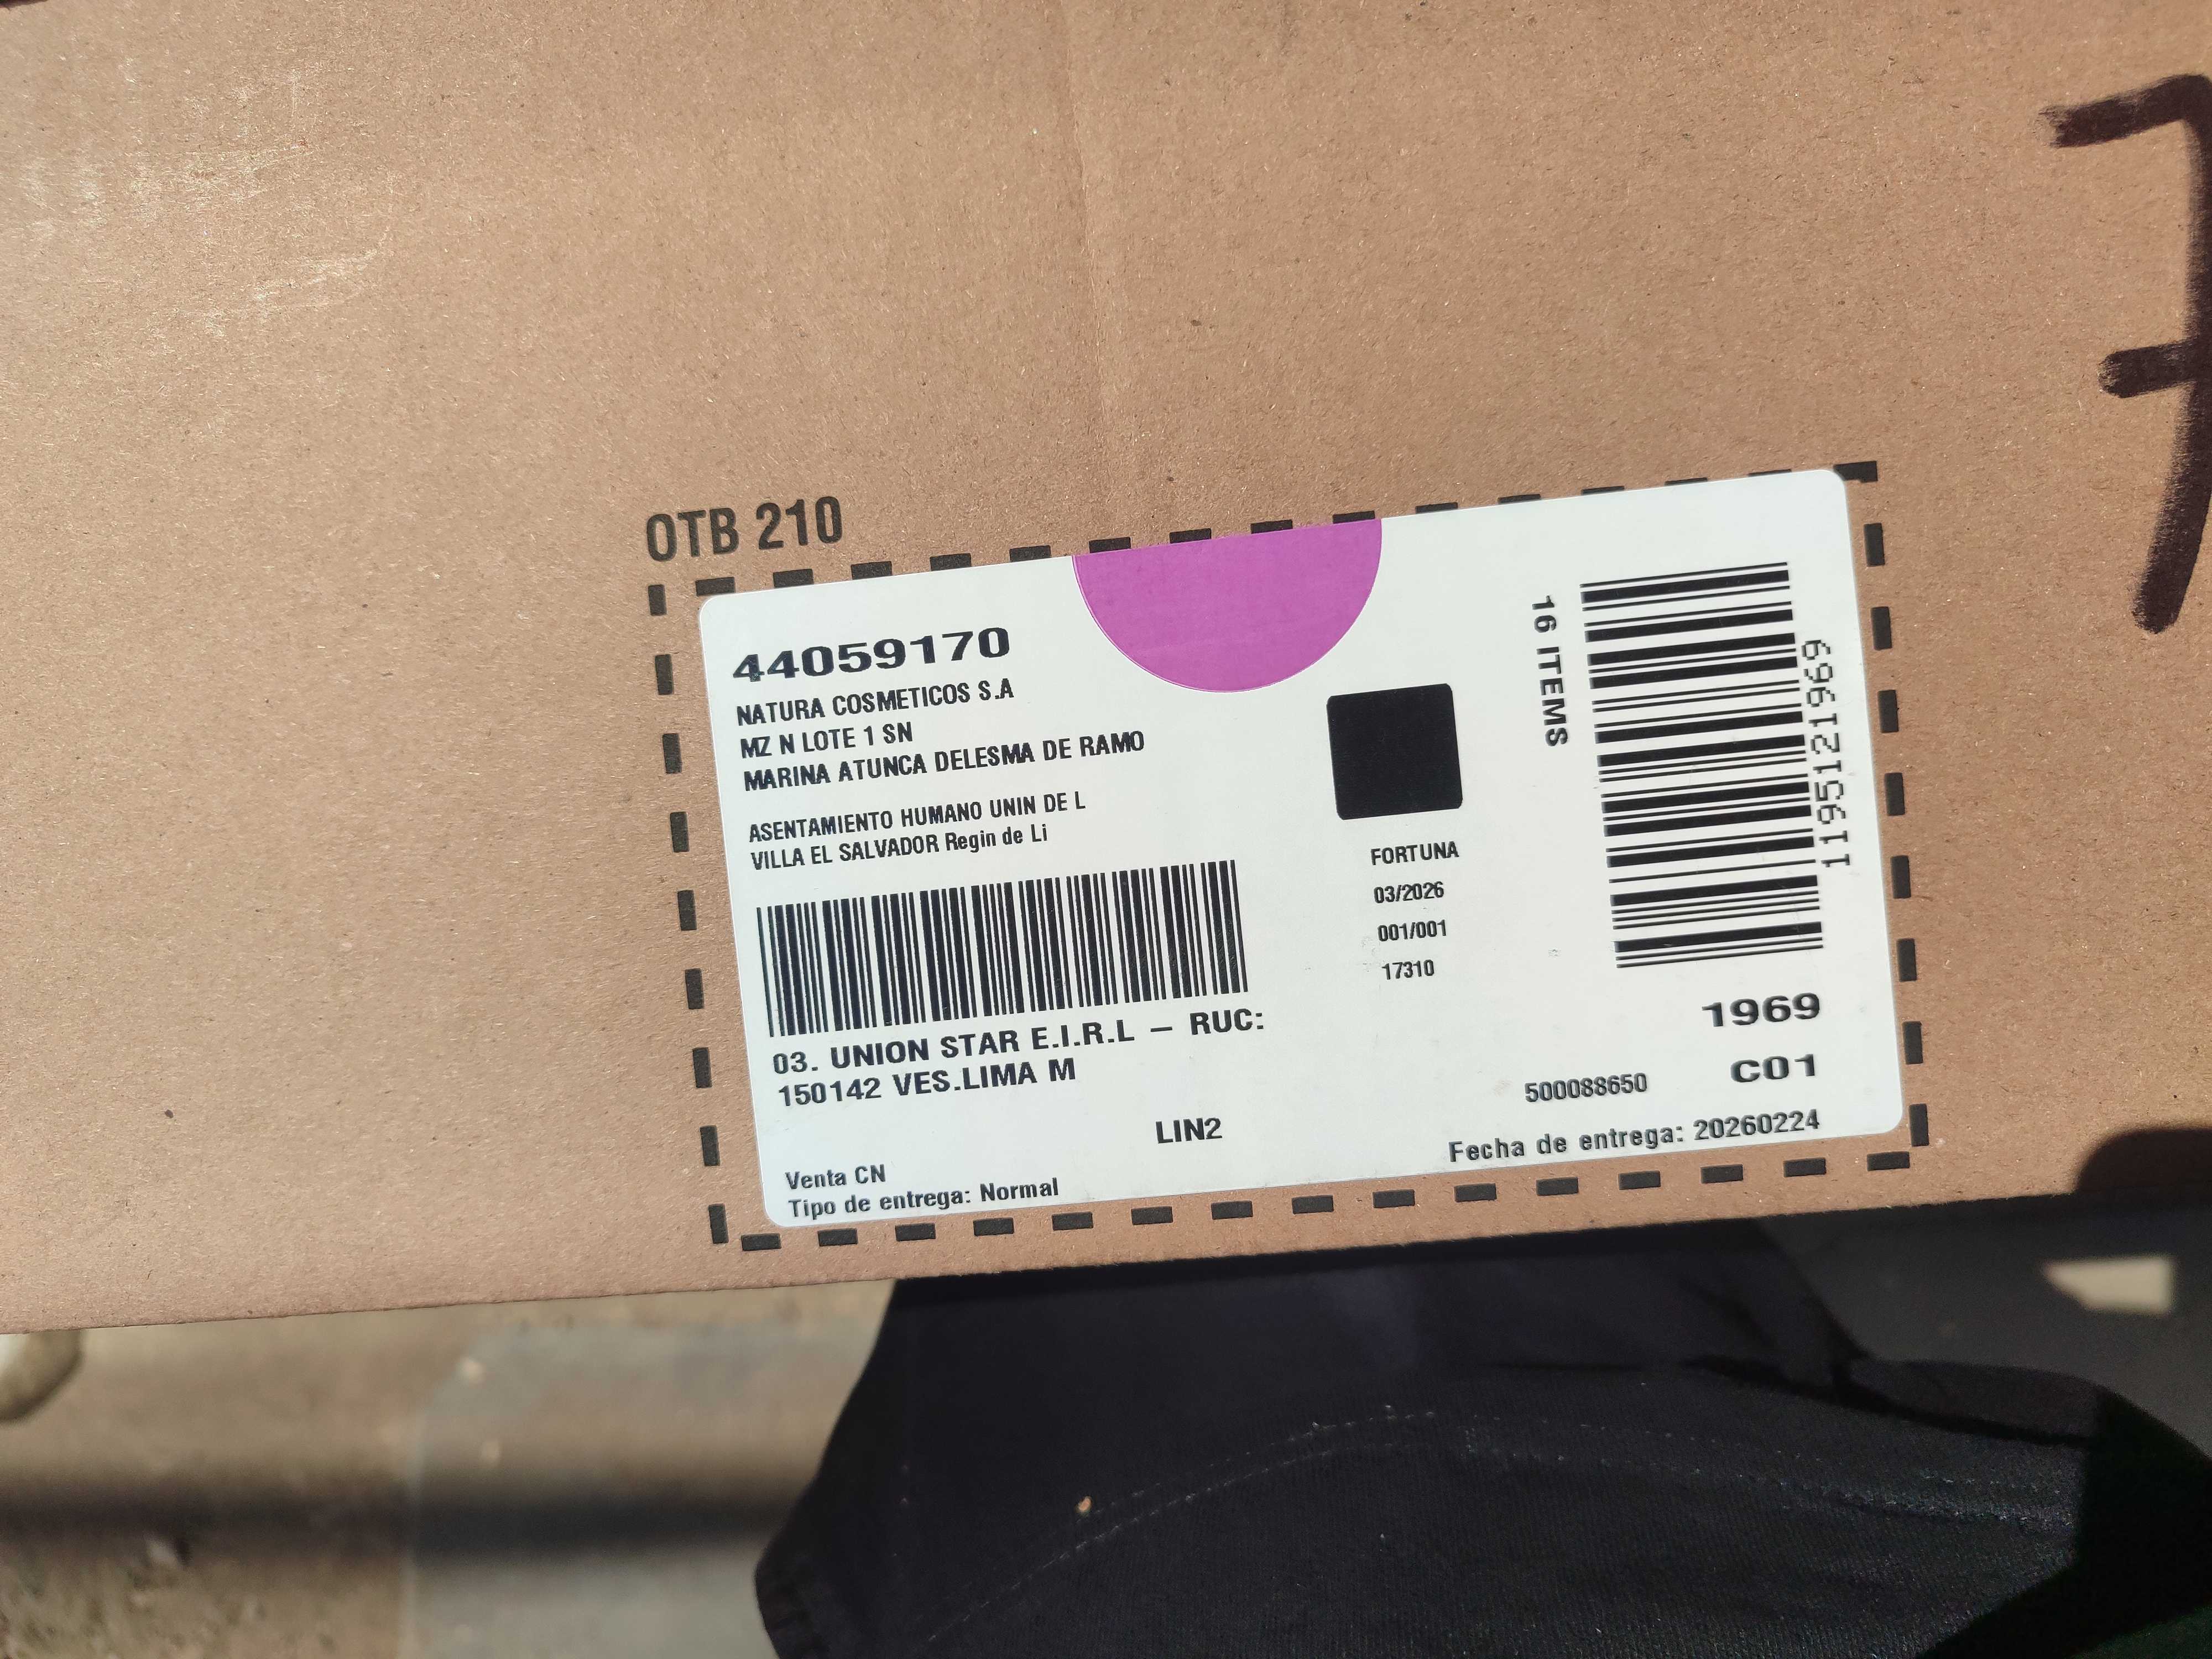 7
OTB 210
44059170
NATURA COSMETICOS S.A
MZ N LOTE 1 SN
MARINA ATUNCA DELESMA DE RAMO
ASENTAMIENTO HUMANO UNIN DE L
VILLA EL SALVADOR Regin de Li
03. UNION STAR E.I.R.L – RUC:
150142 VES.LIMA M
LIN2
Venta CN
Tipo de entrega: Normal
FORTUNA
03/2026
001/001
17310
16 ITEMS
1195121969
1969
C01
500088650
Fecha de entrega: 20260224